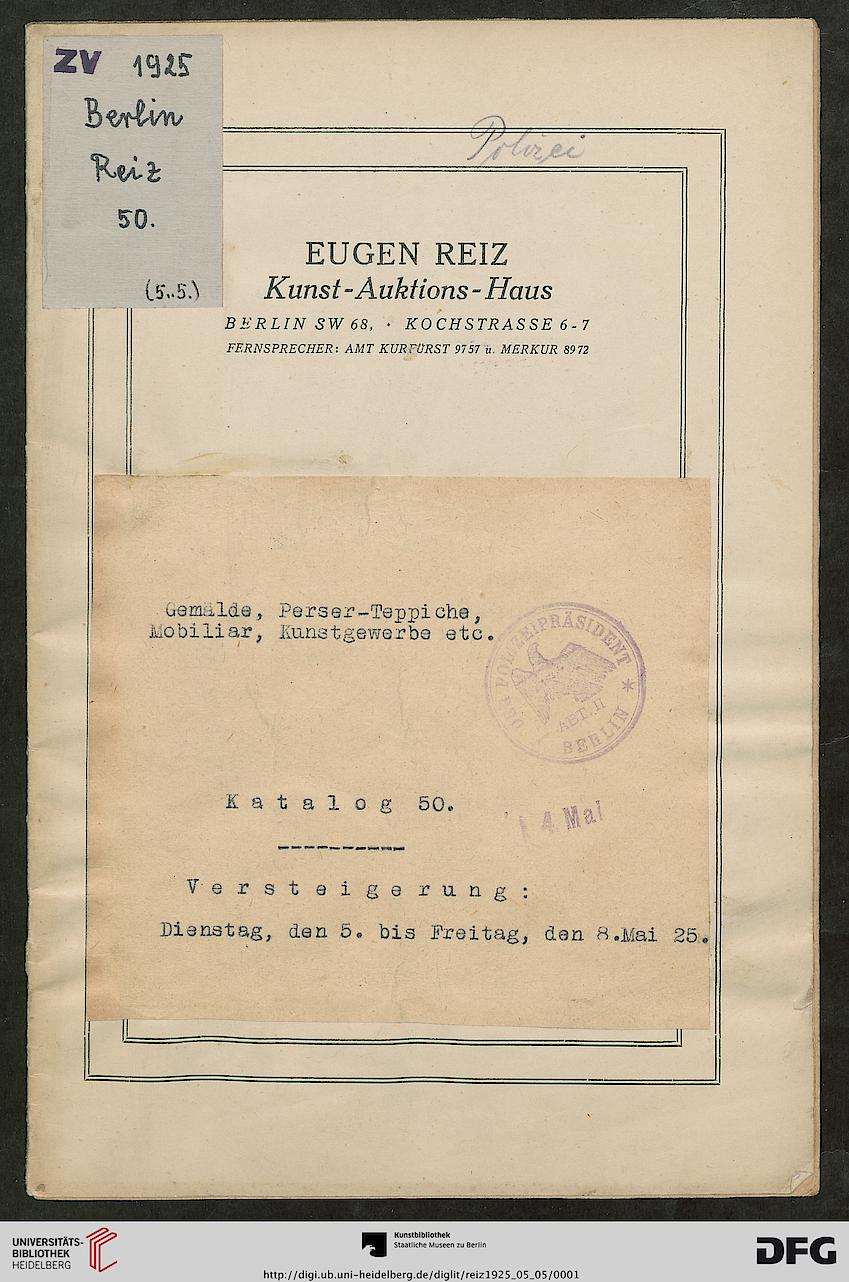 ZV 1925
Berlin
Reiz
50.
(5..5.)
Polizei
EUGEN REIZ
Kunst-Auktions-Haus
BERLIN SW 68, · KOCHSTRASSE 6-7
FERNSPRECHER: AMT KURFÜRST 9757 u. MERKUR 8972
Gemälde, Perser-Teppiche,
Mobiliar, Kunstgewerbe etc.
DER POLIZEIPRÄSIDENT *
ABT. II
BERLIN
Katalog 50.
4. Mai
----------
Versteigerung:
Dienstag, den 5. bis Freitag, den 8.Mai 25.
UNIVERSITÄTS-
BIBLIOTHEK
HEIDELBERG
Kunstbibliothek
Staatliche Museen zu Berlin
DFG
http://digi.ub.uni-heidelberg.de/diglit/reiz1925_05_05/0001